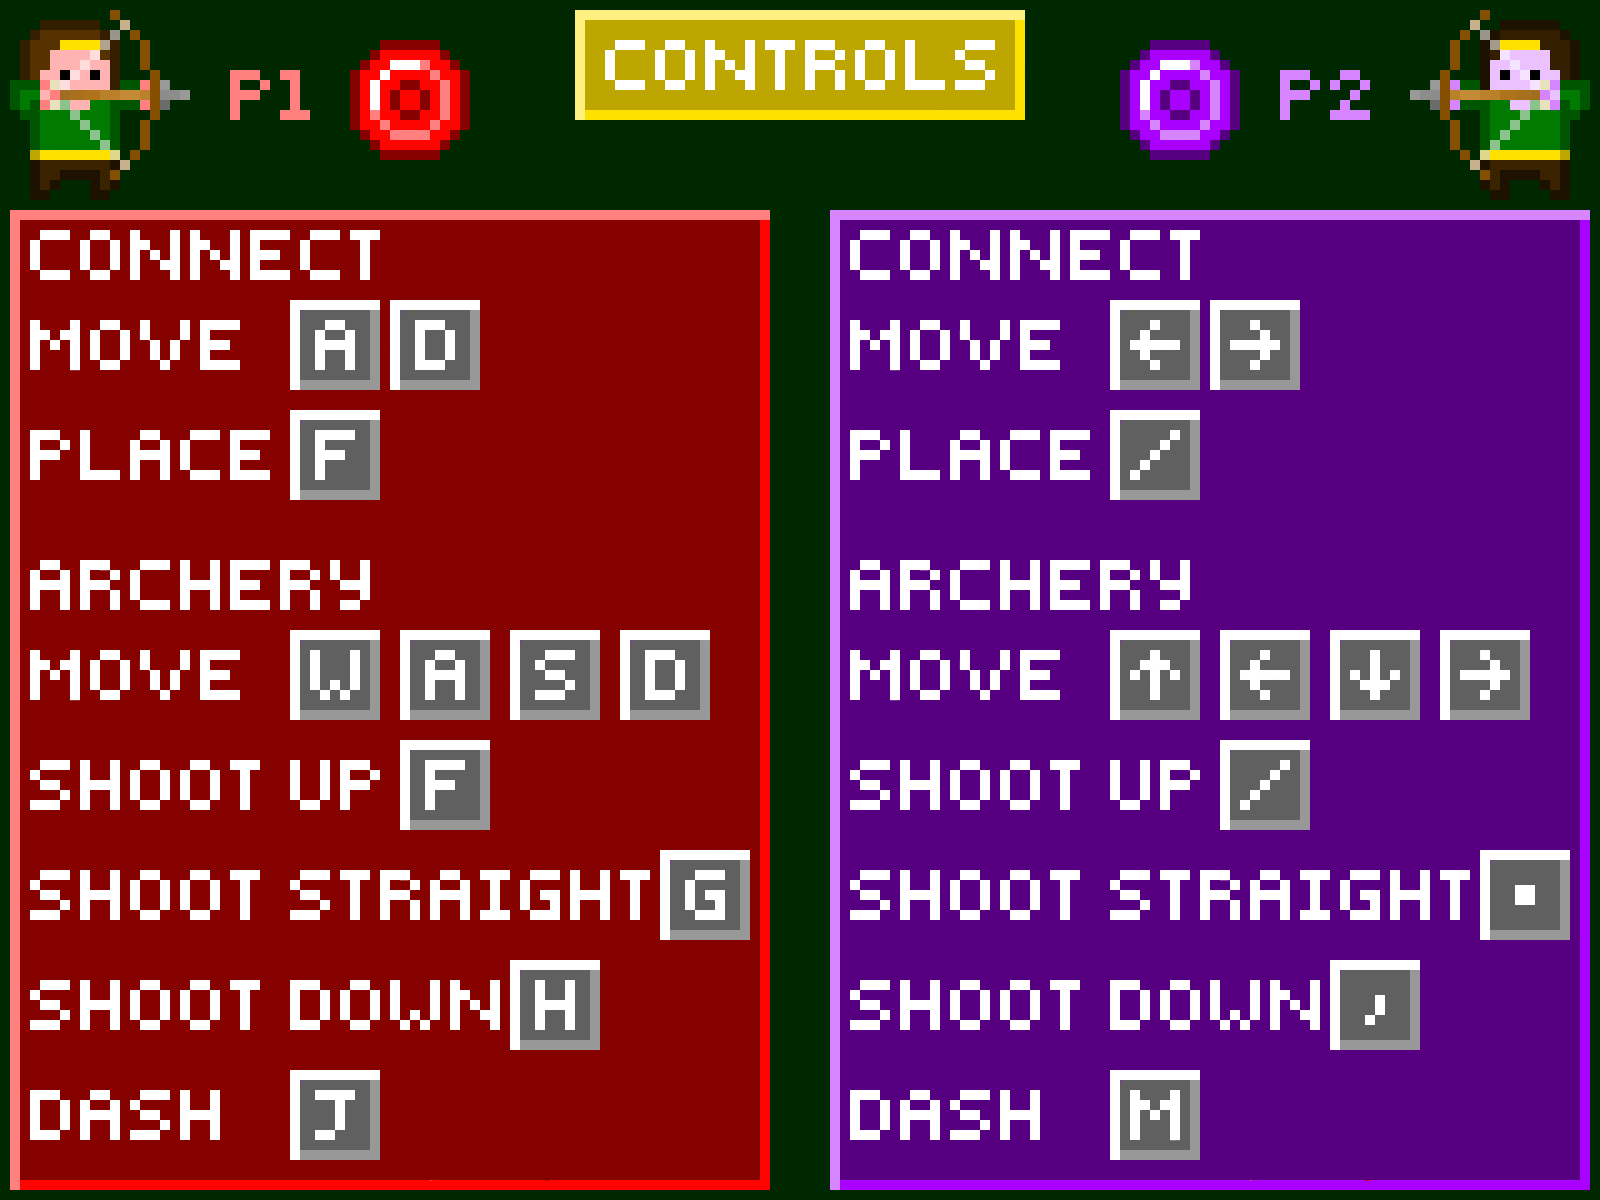 CONTROLS
P1
P2
CONNECT
MOVE A D
PLACE F
ARCHERY
MOVE W A S D
SHOOT UP F
SHOOT STRAIGHT G
SHOOT DOWN H
DASH J
CONNECT
MOVE ← →
PLACE /
ARCHERY
MOVE ↑ ← ↓ →
SHOOT UP /
SHOOT STRAIGHT .
SHOOT DOWN ,
DASH M